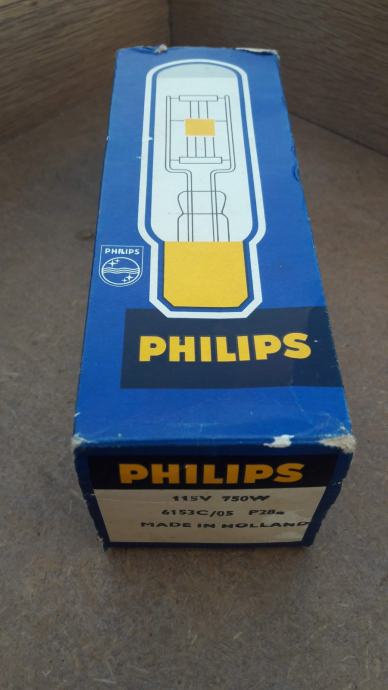 PHILIPS
PHILIPS
PHILIPS
115V 750W
6153C/05 P28s
MADE IN HOLLAND